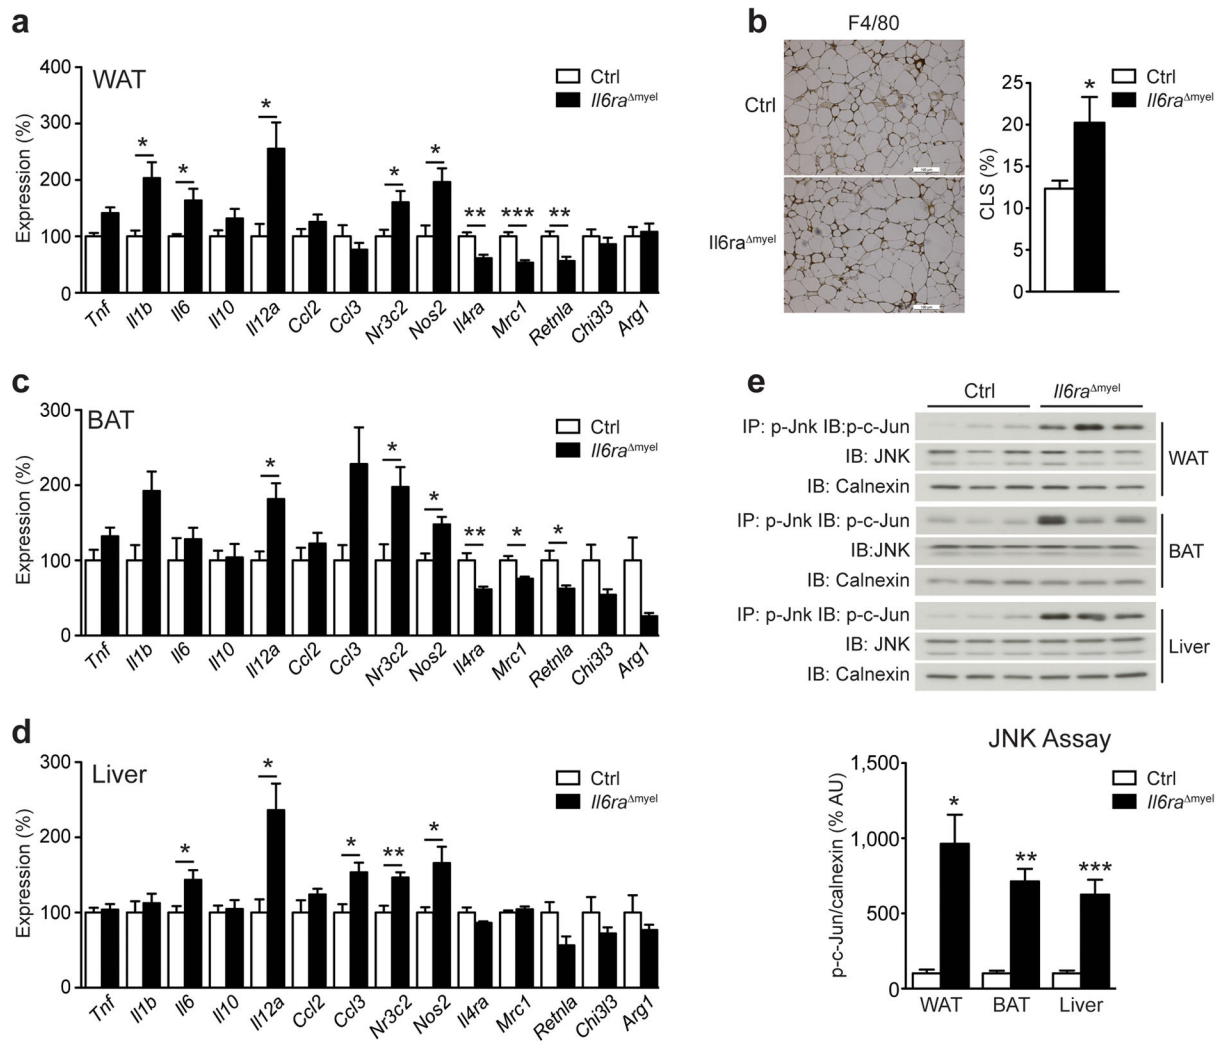 a
WAT
Ctrl
Il6raΔmyel
Expression (%)
400
300
200
100
0
* * * * * ** *** **
Tnf Il1b Il6 Il10 Il12a Ccl2 Ccl3 Nr3c2 Nos2 Il4ra Mrc1 Retnla Chi3l3 Arg1
b
F4/80
Ctrl
Il6raΔmyel
Ctrl
Il6raΔmyel
CLS (%)
25
20
15
10
5
0
*
c
BAT
Ctrl
Il6raΔmyel
Expression (%)
300
200
100
0
* * * ** * *
Tnf Il1b Il6 Il10 Il12a Ccl2 Ccl3 Nr3c2 Nos2 Il4ra Mrc1 Retnla Chi3l3 Arg1
d
Liver
Ctrl
Il6raΔmyel
Expression (%)
300
200
100
0
* * * ** *
Tnf Il1b Il6 Il10 Il12a Ccl2 Ccl3 Nr3c2 Nos2 Il4ra Mrc1 Retnla Chi3l3 Arg1
e
Ctrl Il6raΔmyel
IP: p-Jnk IB:p-c-Jun
IB: JNK
IB: Calnexin
WAT
IP: p-Jnk IB: p-c-Jun
IB:JNK
IB: Calnexin
BAT
IP: p-Jnk IB: p-c-Jun
IB: JNK
IB: Calnexin
Liver
JNK Assay
Ctrl
Il6raΔmyel
p-c-Jun/calnexin (% AU)
1,500
1,000
500
0
* ** ***
WAT BAT Liver